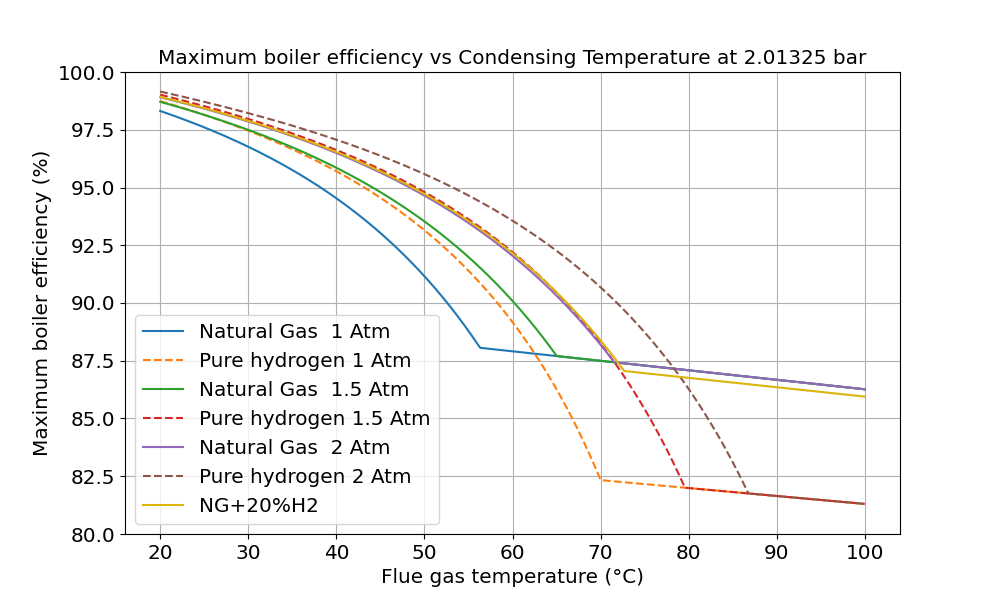 Maximum boiler efficiency vs Condensing Temperature at 2.01325 bar
Maximum boiler efficiency (%)
100.0
97.5
95.0
92.5
90.0
87.5
85.0
82.5
80.0
Natural Gas  1 Atm
Pure hydrogen 1 Atm
Natural Gas  1.5 Atm
Pure hydrogen 1.5 Atm
Natural Gas  2 Atm
Pure hydrogen 2 Atm
NG+20%H2
20 30 40 50 60 70 80 90 100
Flue gas temperature (°C)